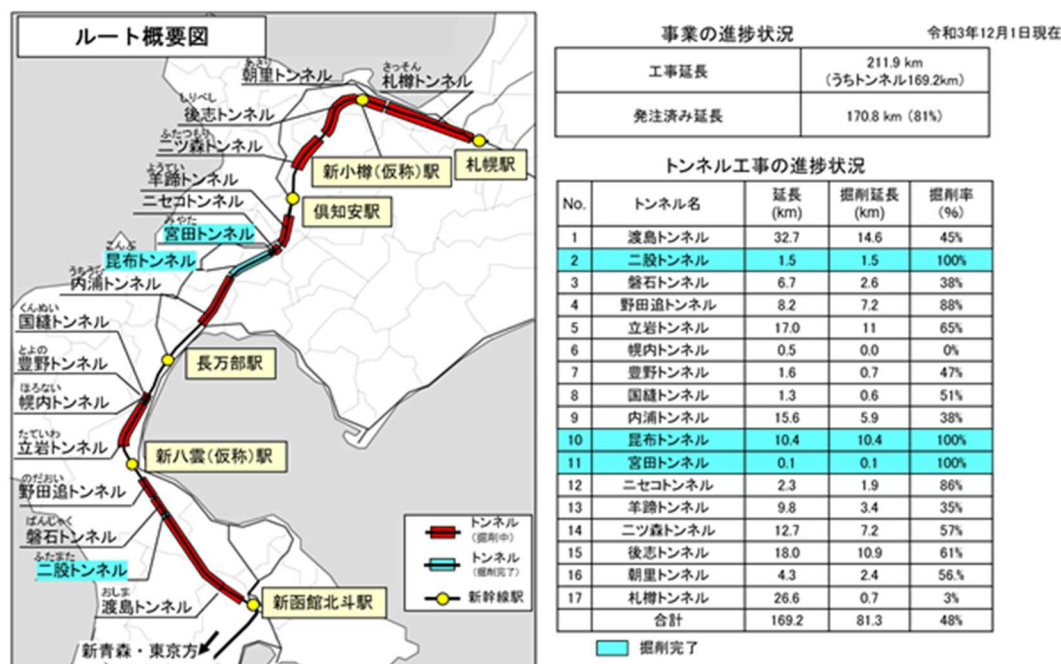 ルート概要図
あさり
朝里トンネル
さっそん
札樽トンネル
しりべし
後志トンネル
ふたつもり
二ツ森トンネル
ようてい
羊蹄トンネル
ニセコトンネル
みやた
宮田トンネル
こんぶ
昆布トンネル
うちうら
内浦トンネル
くんぬい
国縫トンネル
とよの
豊野トンネル
ほろない
幌内トンネル
たていわ
立岩トンネル
のだおい
野田追トンネル
ばんじゃく
磐石トンネル
ふたまた
二股トンネル
おしま
渡島トンネル
新青森・東京方
札幌駅
新小樽(仮称)駅
倶知安駅
長万部駅
新八雲(仮称)駅
新函館北斗駅
トンネル
(掘削中)
トンネル
(掘削完了)
新幹線駅
事業の進捗状況
令和3年12月1日現在
工事延長 211.9 km
(うちトンネル169.2km)
発注済み延長 170.8 km (81%)
トンネル工事の進捗状況
No. トンネル名 延長 掘削延長 掘削率
(km) (km) (%)
1 渡島トンネル 32.7 14.6 45%
2 二股トンネル 1.5 1.5 100%
3 磐石トンネル 6.7 2.6 38%
4 野田追トンネル 8.2 7.2 88%
5 立岩トンネル 17.0 11 65%
6 幌内トンネル 0.5 0.0 0%
7 豊野トンネル 1.6 0.7 47%
8 国縫トンネル 1.3 0.6 51%
9 内浦トンネル 15.6 5.9 38%
10 昆布トンネル 10.4 10.4 100%
11 宮田トンネル 0.1 0.1 100%
12 ニセコトンネル 2.3 1.9 86%
13 羊蹄トンネル 9.8 3.4 35%
14 二ツ森トンネル 12.7 7.2 57%
15 後志トンネル 18.0 10.9 61%
16 朝里トンネル 4.3 2.4 56.%
17 札樽トンネル 26.6 0.7 3%
合計 169.2 81.3 48%
掘削完了